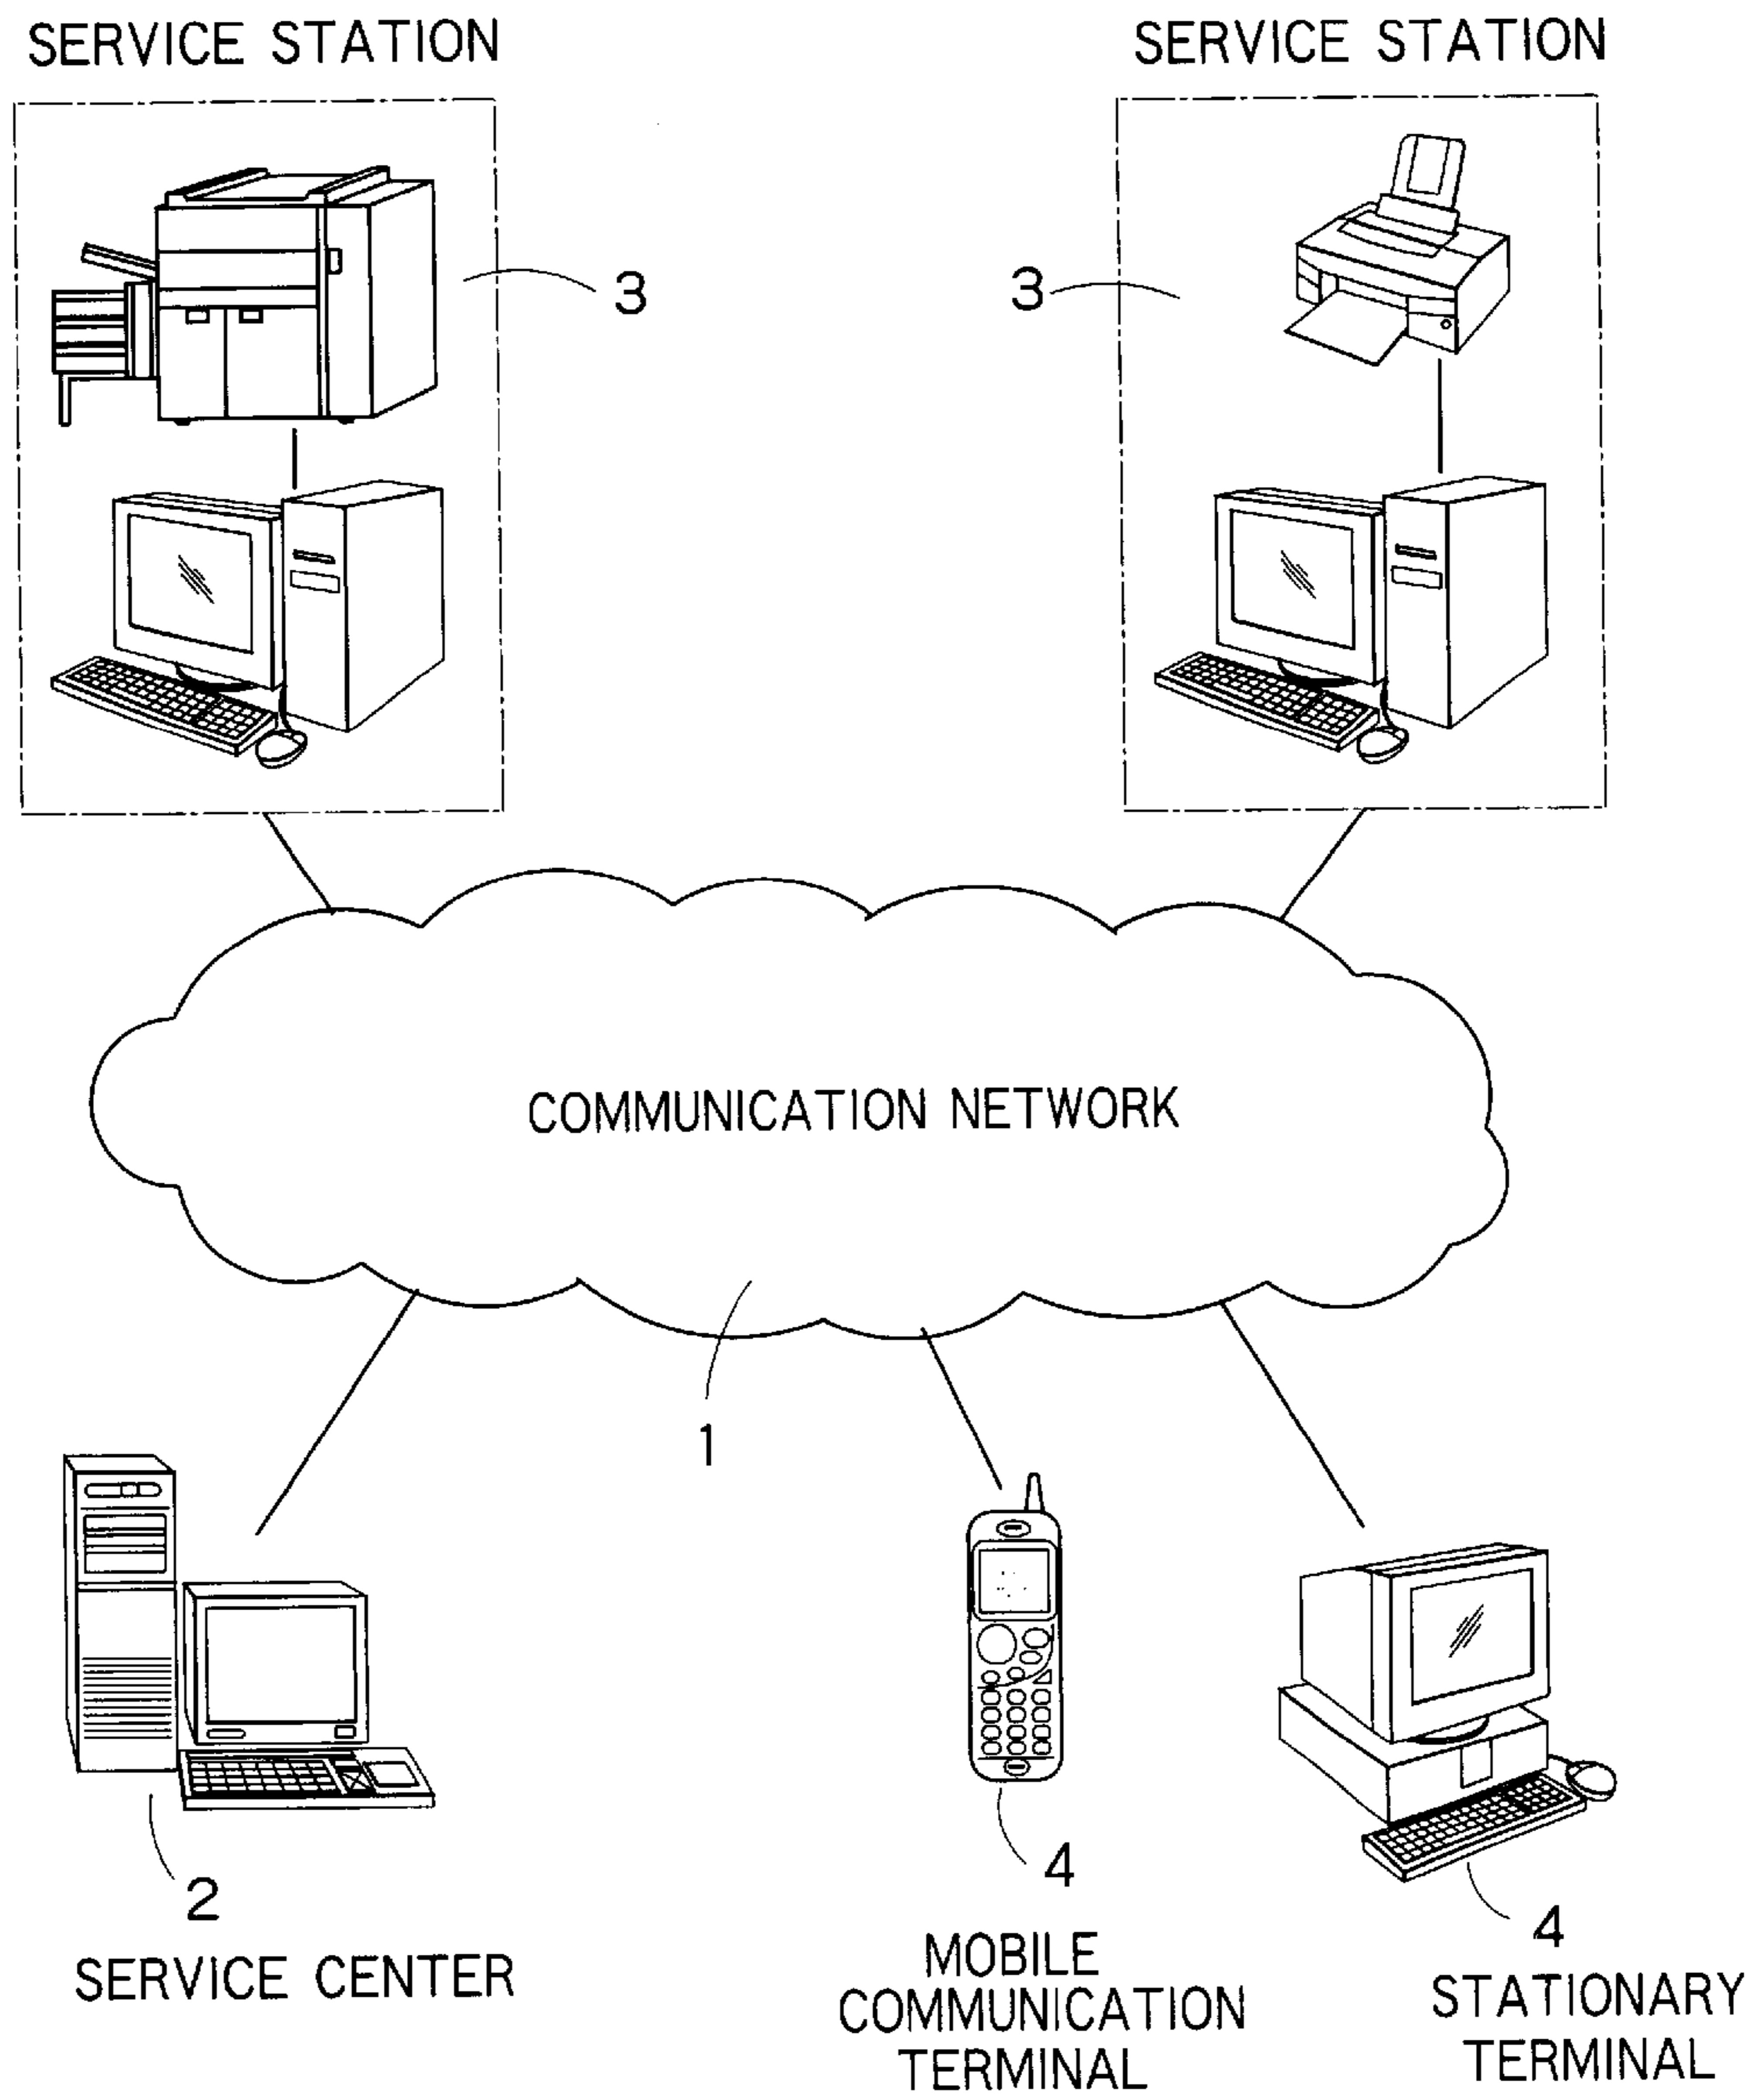 SERVICE STATION
SERVICE STATION
3
3
COMMUNICATION NETWORK
1
2
SERVICE CENTER
4
MOBILE
COMMUNICATION
TERMINAL
4
STATIONARY
TERMINAL